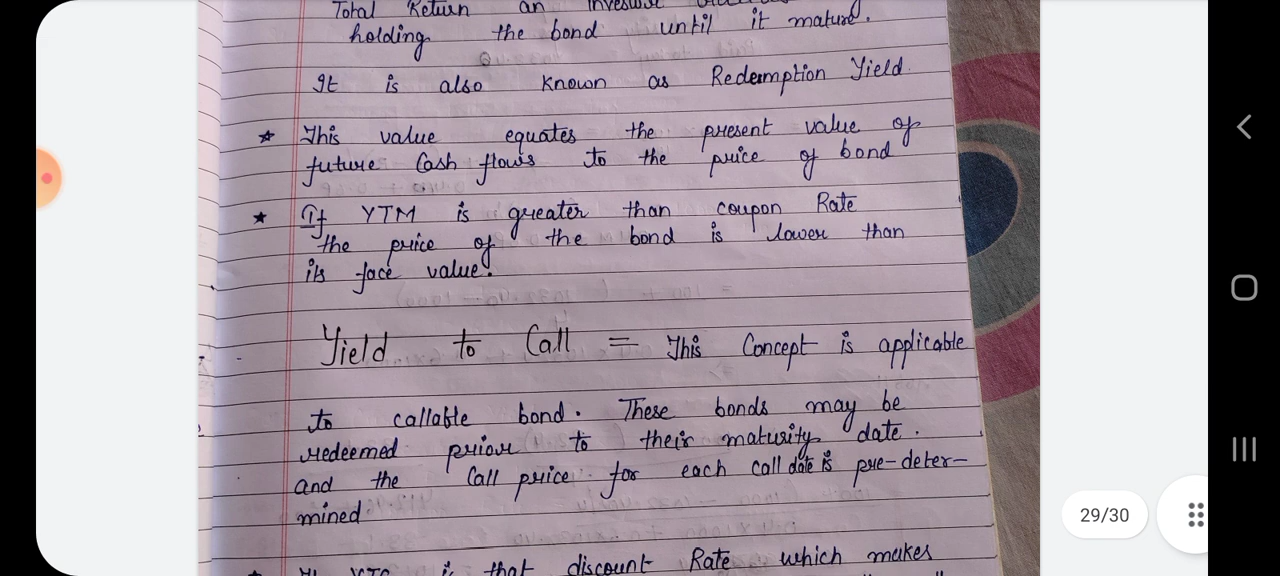 Total Return an
holding the bond until it mature.
It is also known as Redemption Yield.
☆ This value equates the present value of
future Cash flows to the price of bond
★ If YTM is greater than coupon Rate
the price of the bond is lower than
its face value.
Yield to Call = This Concept is applicable
to callable bond. These bonds may be
redeemed prior to their maturity date.
and the Call price for each call date is pre-deter-
mined
29/30
that discount Rate which makes